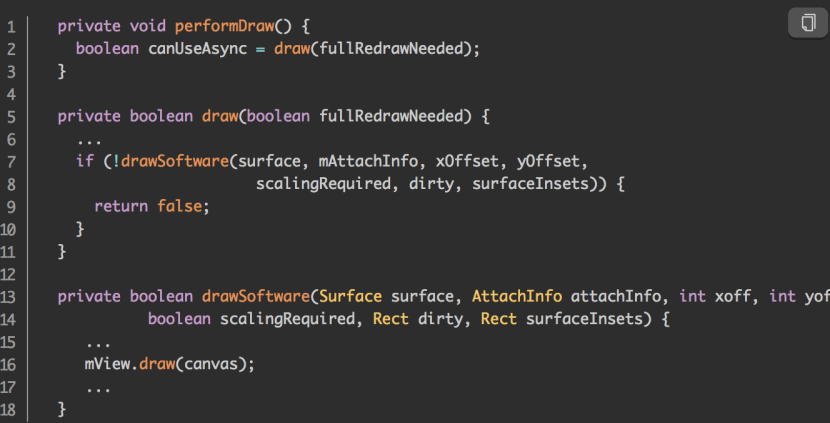 1 private void performDraw() {
2 boolean canUseAsync = draw(fullRedrawNeeded);
3 }
4
5 private boolean draw(boolean fullRedrawNeeded) {
6 ...
7 if (!drawSoftware(surface, mAttachInfo, xOffset, yOffset,
8 scalingRequired, dirty, surfaceInsets)) {
9 return false;
10 }
11 }
12
13 private boolean drawSoftware(Surface surface, AttachInfo attachInfo, int xoff, int yof
14 boolean scalingRequired, Rect dirty, Rect surfaceInsets) {
15 ...
16 mView.draw(canvas);
17 ...
18 }